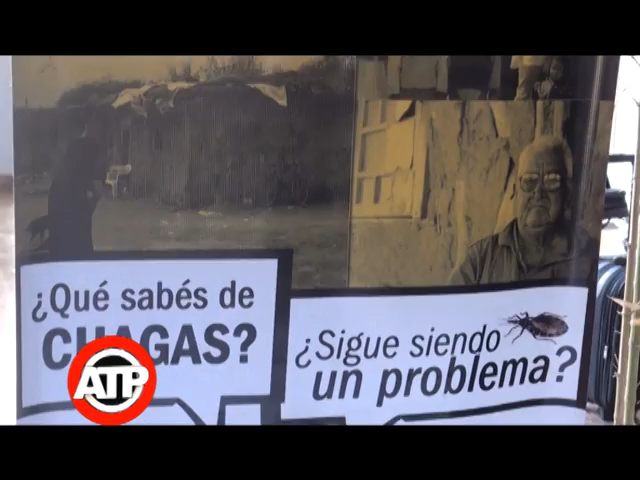 ¿Qué sabés de
CHAGAS?
¿Sigue siendo
un problema?
ATP